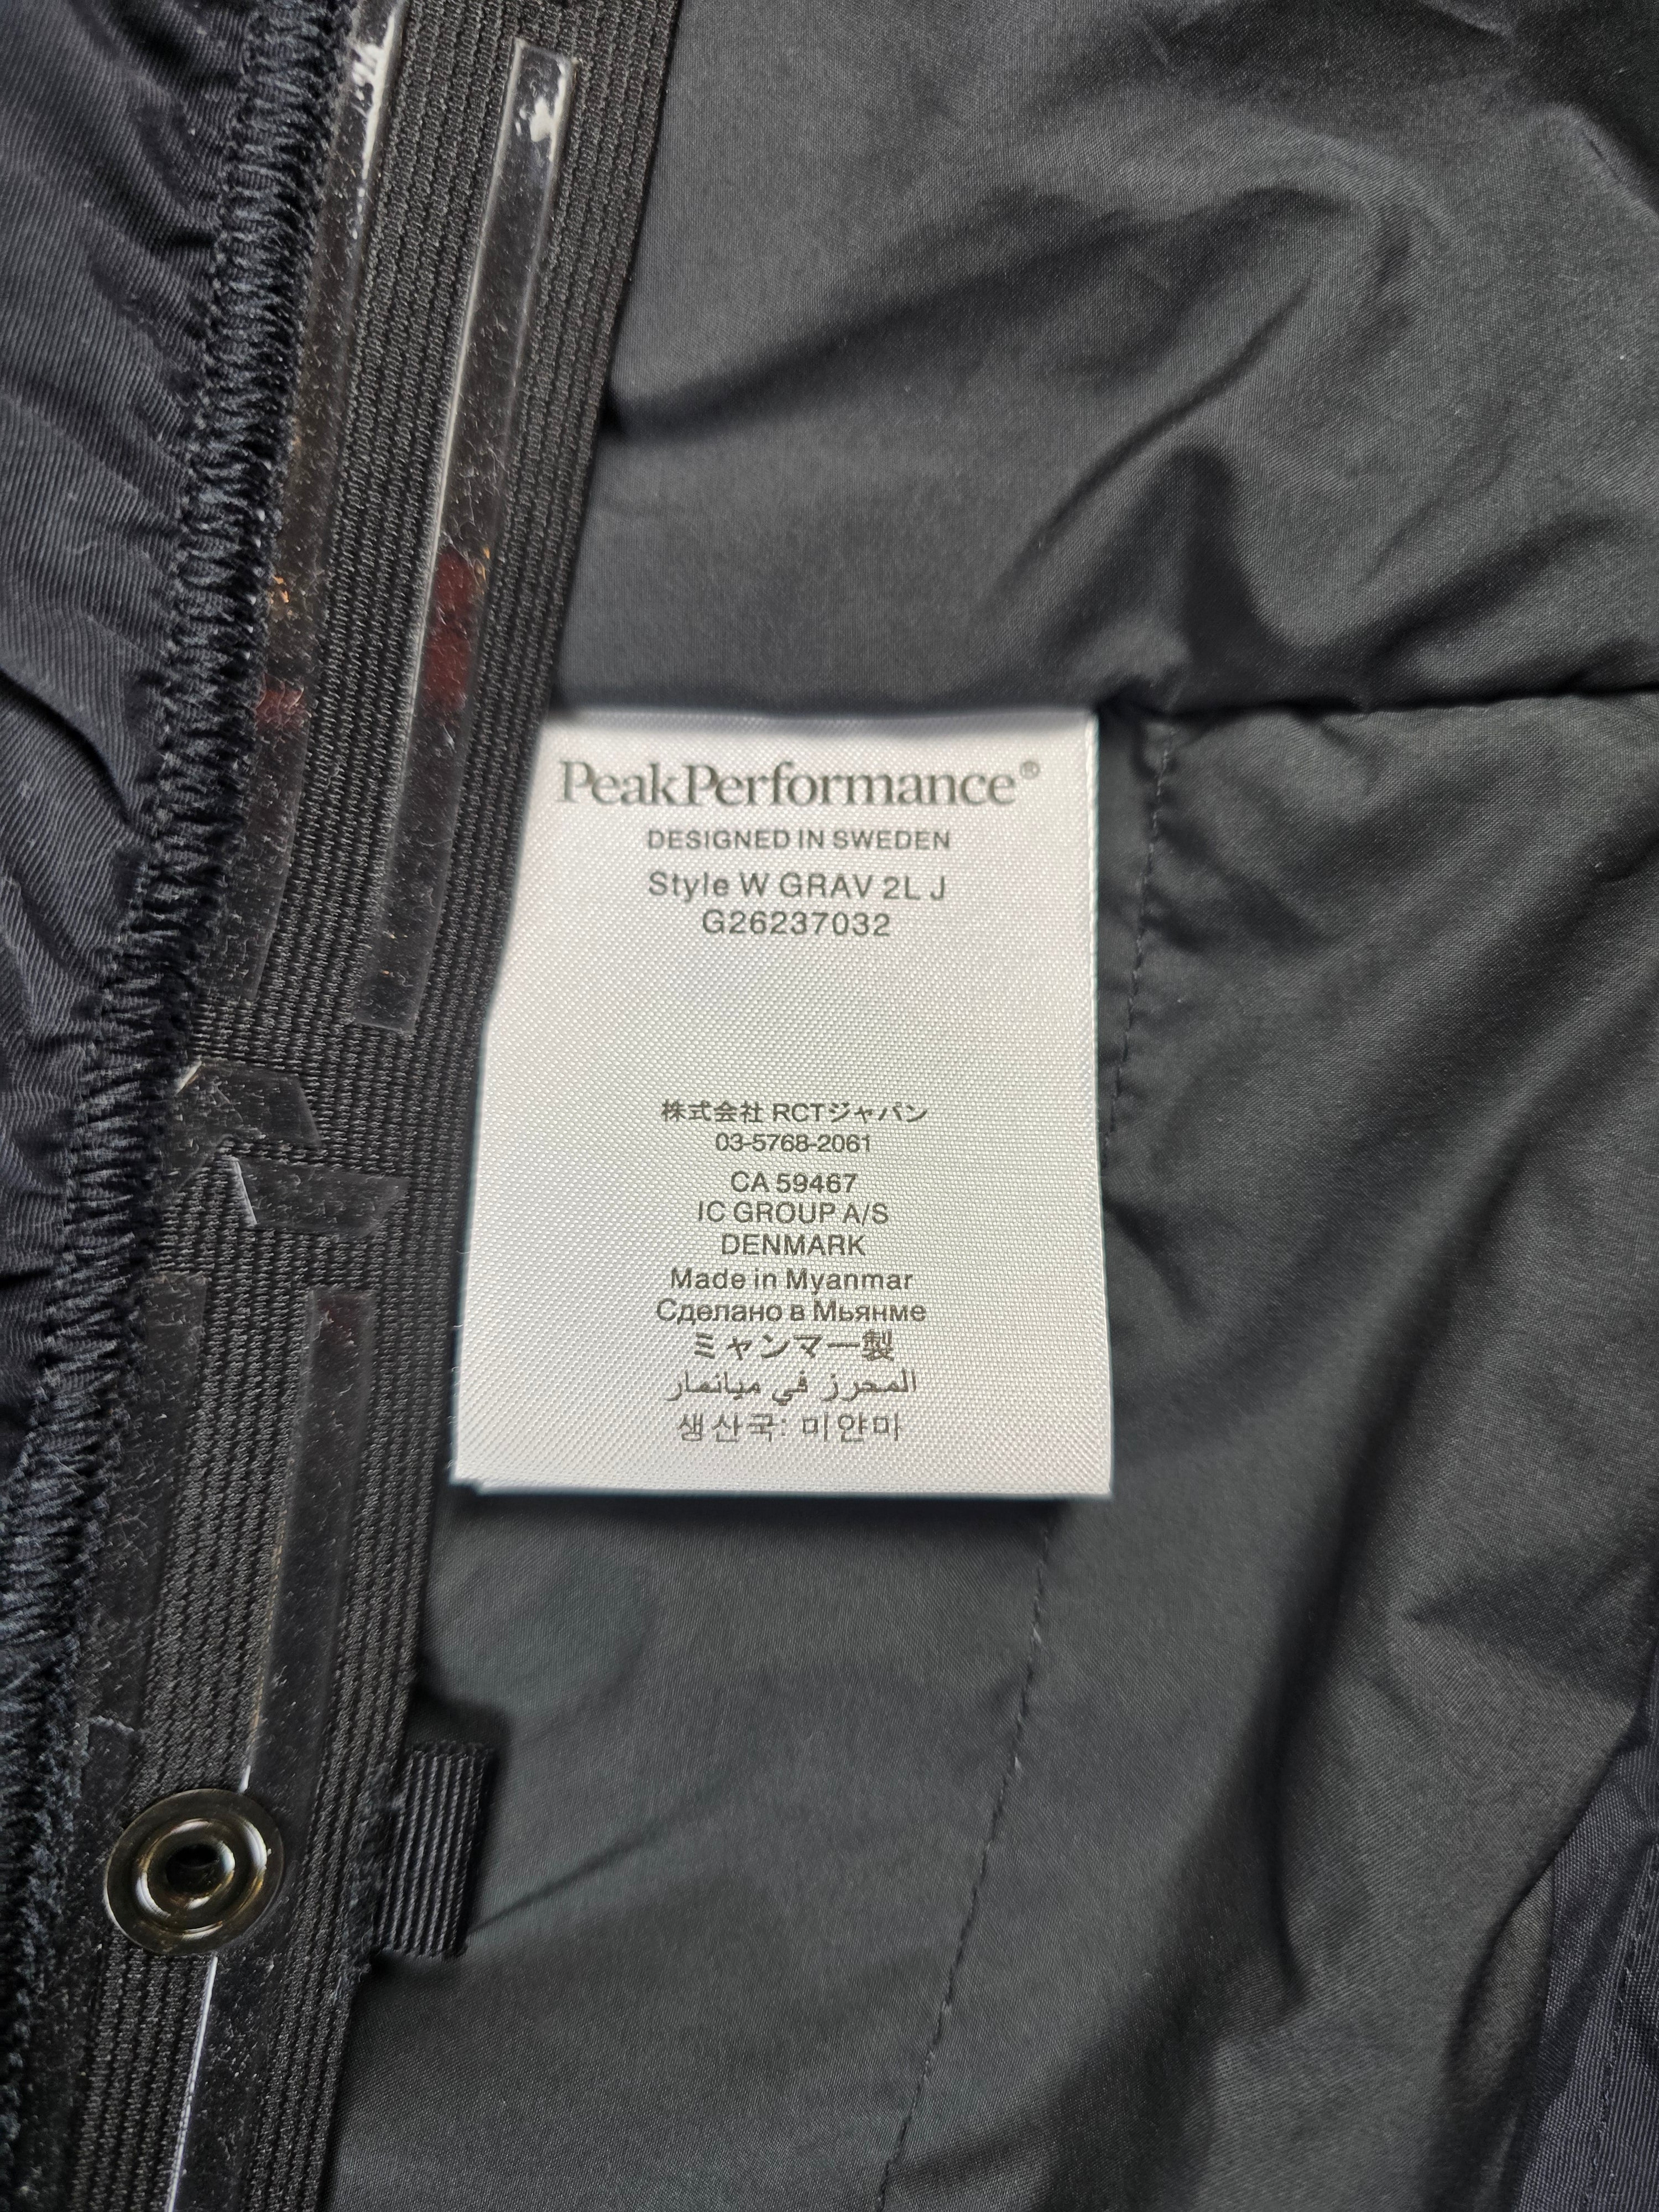 PeakPerformance®
DESIGNED IN SWEDEN
Style W GRAV 2L J
G26237032
株式会社 RCTジャパン
03-5768-2061
CA 59467
IC GROUP A/S
DENMARK
Made in Myanmar
Сделано в Мьянме
ミャンマー製
المحرز في ميانمار
생산국: 미얀마